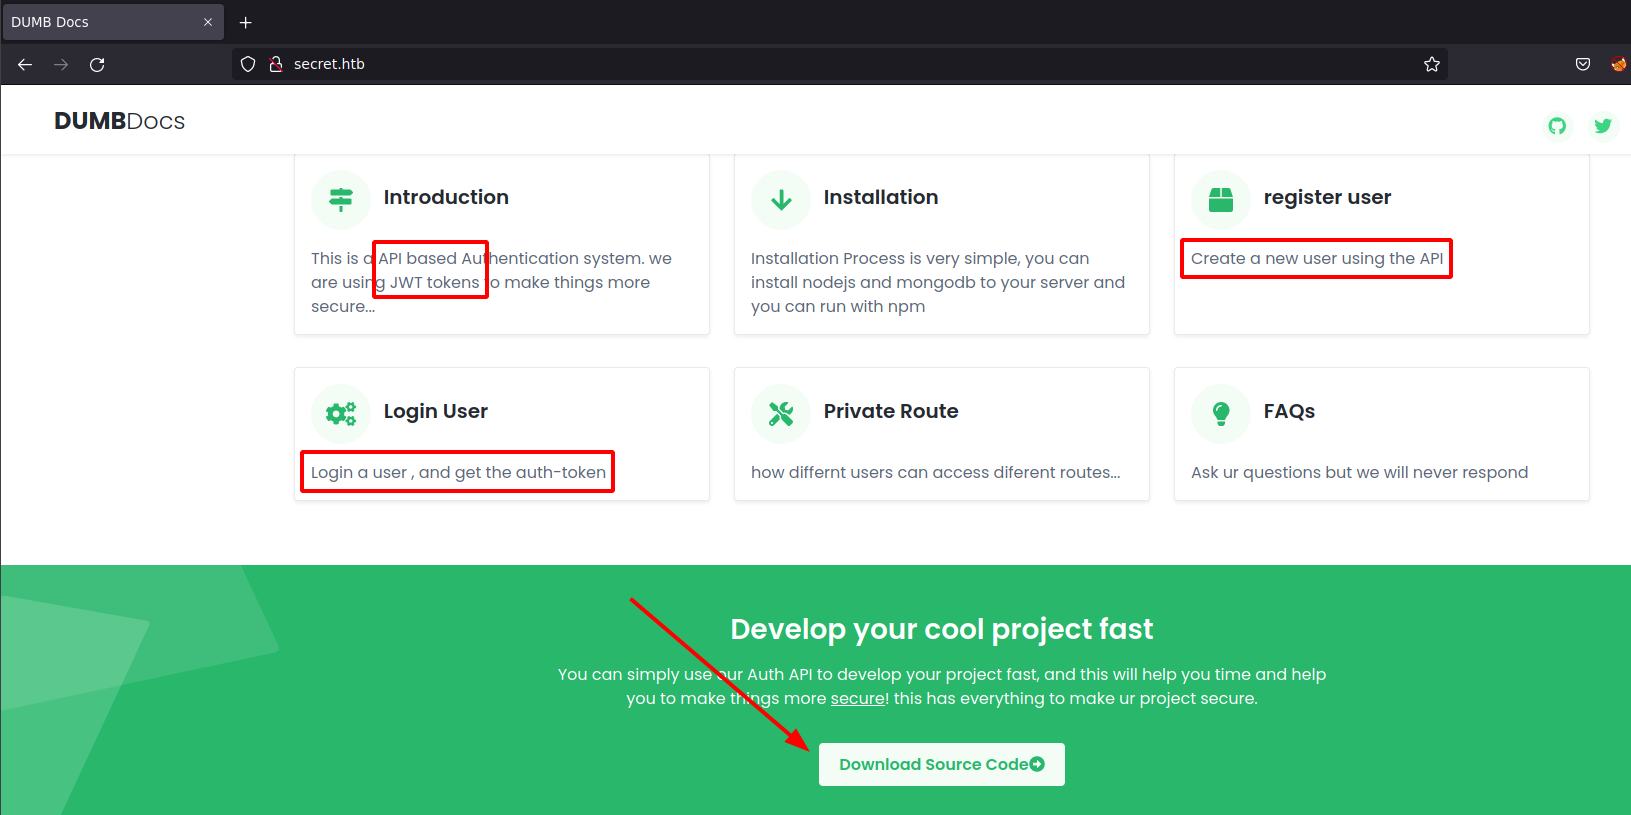 DUMB Docs
secret.htb
DUMBDocs
Introduction
This is a API based Authentication system. we
are using JWT tokens to make things more
secure...
Installation
Installation Process is very simple, you can
install nodejs and mongodb to your server and
you can run with npm
register user
Create a new user using the API
Login User
Login a user , and get the auth-token
Private Route
how differnt users can access diferent routes...
FAQs
Ask ur questions but we will never respond
Develop your cool project fast
You can simply use our Auth API to develop your project fast, and this will help you time and help
you to make things more secure! this has everything to make ur project secure.
Download Source Code